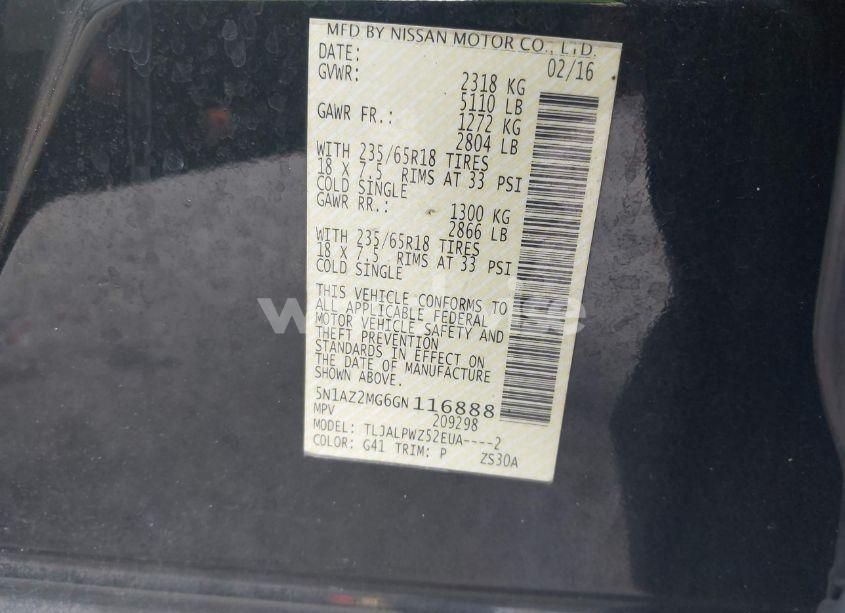 MFD BY NISSAN MOTOR CO., LTD.
DATE: 02/16
GVWR: 2318 KG
5110 LB
GAWR FR.: 1272 KG
2804 LB
WITH 235/65R18 TIRES
18 X 7.5 RIMS AT 33 PSI
COLD SINGLE
GAWR RR.: 1300 KG
2866 LB
WITH 235/65R18 TIRES
18 X 7.5 RIMS AT 33 PSI
COLD SINGLE
THIS VEHICLE CONFORMS TO
ALL APPLICABLE FEDERAL
MOTOR VEHICLE SAFETY AND
THEFT PREVENTION
STANDARDS IN EFFECT ON
THE DATE OF MANUFACTURE
SHOWN ABOVE.
5N1AZ2MG6GN116888
MPV 209298
MODEL: TLJALPWZ52EUA----2
COLOR: G41 TRIM: P ZS30A